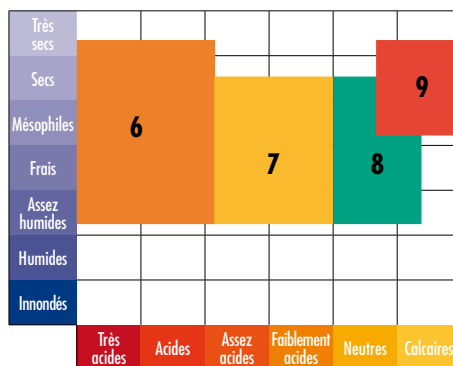 Très
secs
Secs
Mésophiles
Frais
Assez
humides
Humides
Innondés
6
7
8
9
Très
acides
Acides
Assez
acides
Faiblement
acides
Neutres
Calcaires